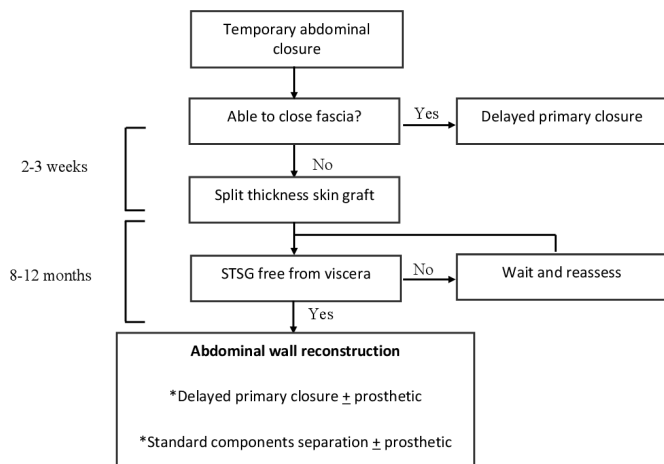 Temporary abdominal
closure
Able to close fascia?
Yes
Delayed primary closure
2-3 weeks
No
Split thickness skin graft
8-12 months
STSG free from viscera
No
Wait and reassess
Yes
Abdominal wall reconstruction
*Delayed primary closure ± prosthetic
*Standard components separation ± prosthetic